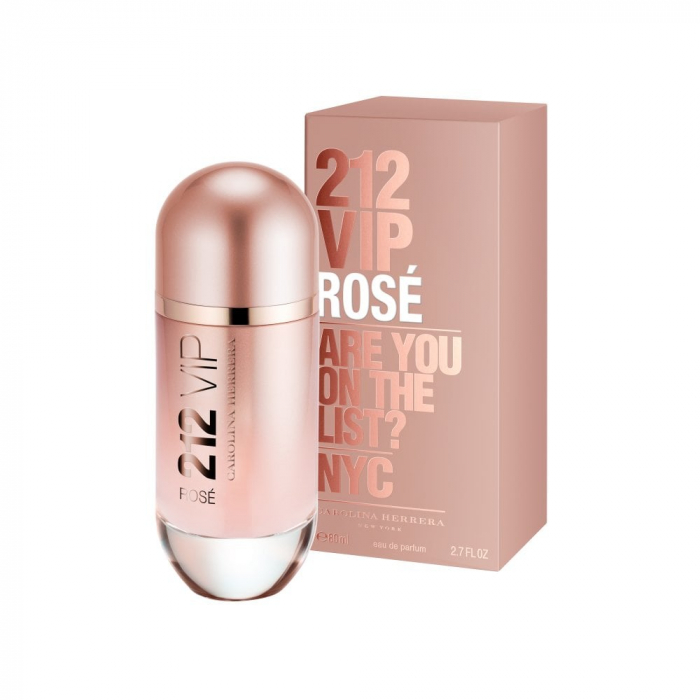 212 VIP
CAROLINA HERRERA
ROSÉ
212
VIP
ROSÉ
ARE YOU
ON THE
LIST?
NYC
CAROLINA HERRERA
NEW YORK
℮80ml
eau de parfum
2.7 FL OZ